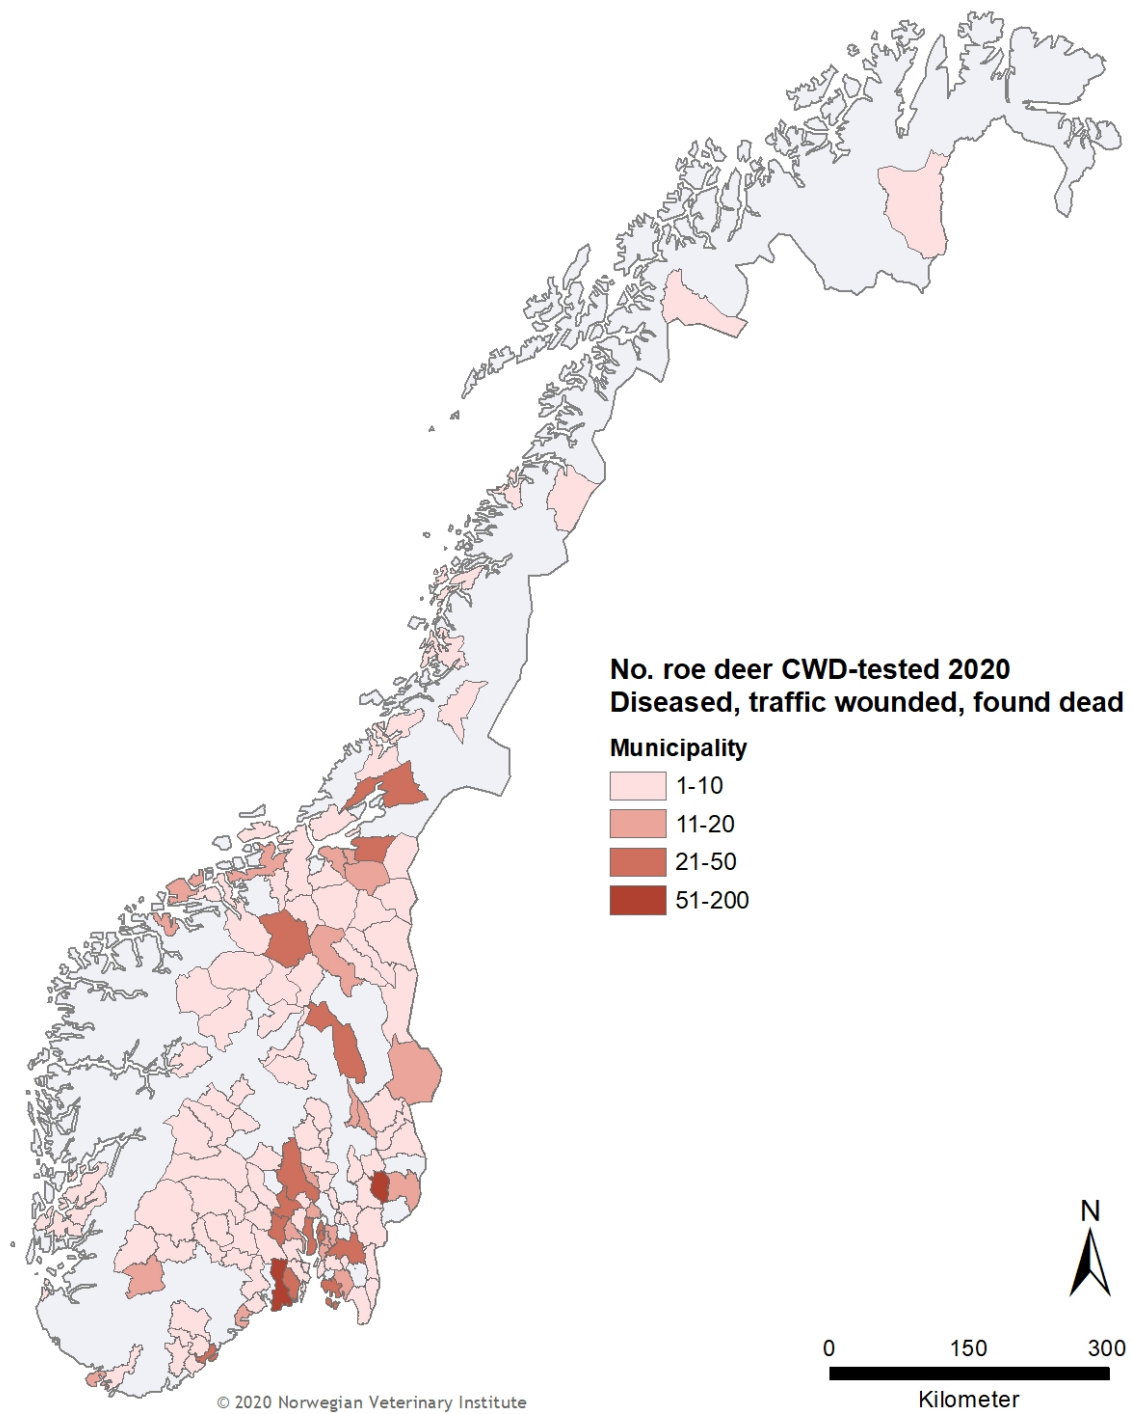 No. roe deer CWD-tested 2020
Diseased, traffic wounded, found dead
Municipality
1-10
11-20
21-50
51-200
N
0 150 300
Kilometer
© 2020 Norwegian Veterinary Institute